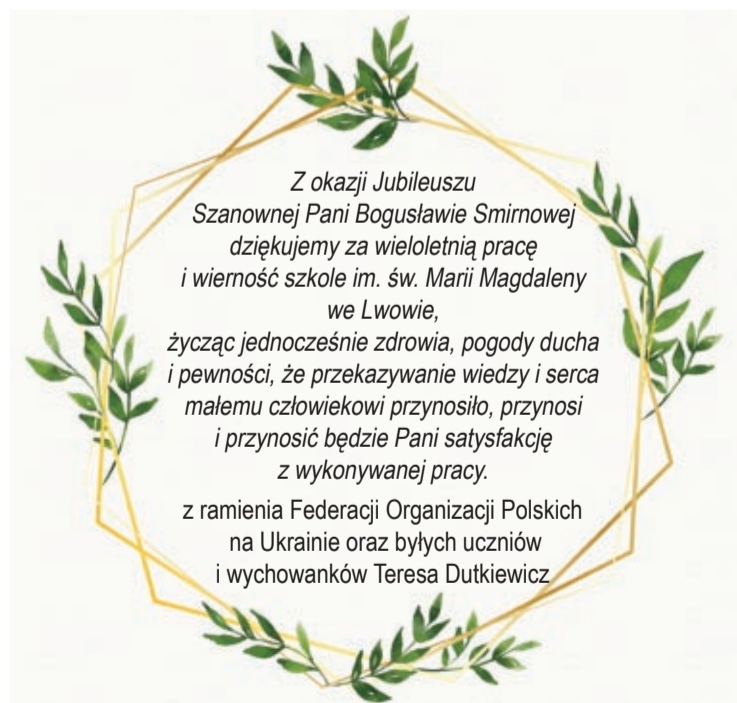 Z okazji Jubileuszu
Szanownej Pani Bogusławie Smirnowej
dziękujemy za wieloletnią pracę
i wierność szkole im. św. Marii Magdaleny
we Lwowie,
życząc jednocześnie zdrowia, pogody ducha
i pewności, że przekazywanie wiedzy i serca
małemu człowiekowi przynosiło, przynosi
i przynosić będzie Pani satysfakcję
z wykonywanej pracy.
z ramienia Federacji Organizacji Polskich
na Ukrainie oraz byłych uczniów
i wychowanków Teresa Dutkiewicz